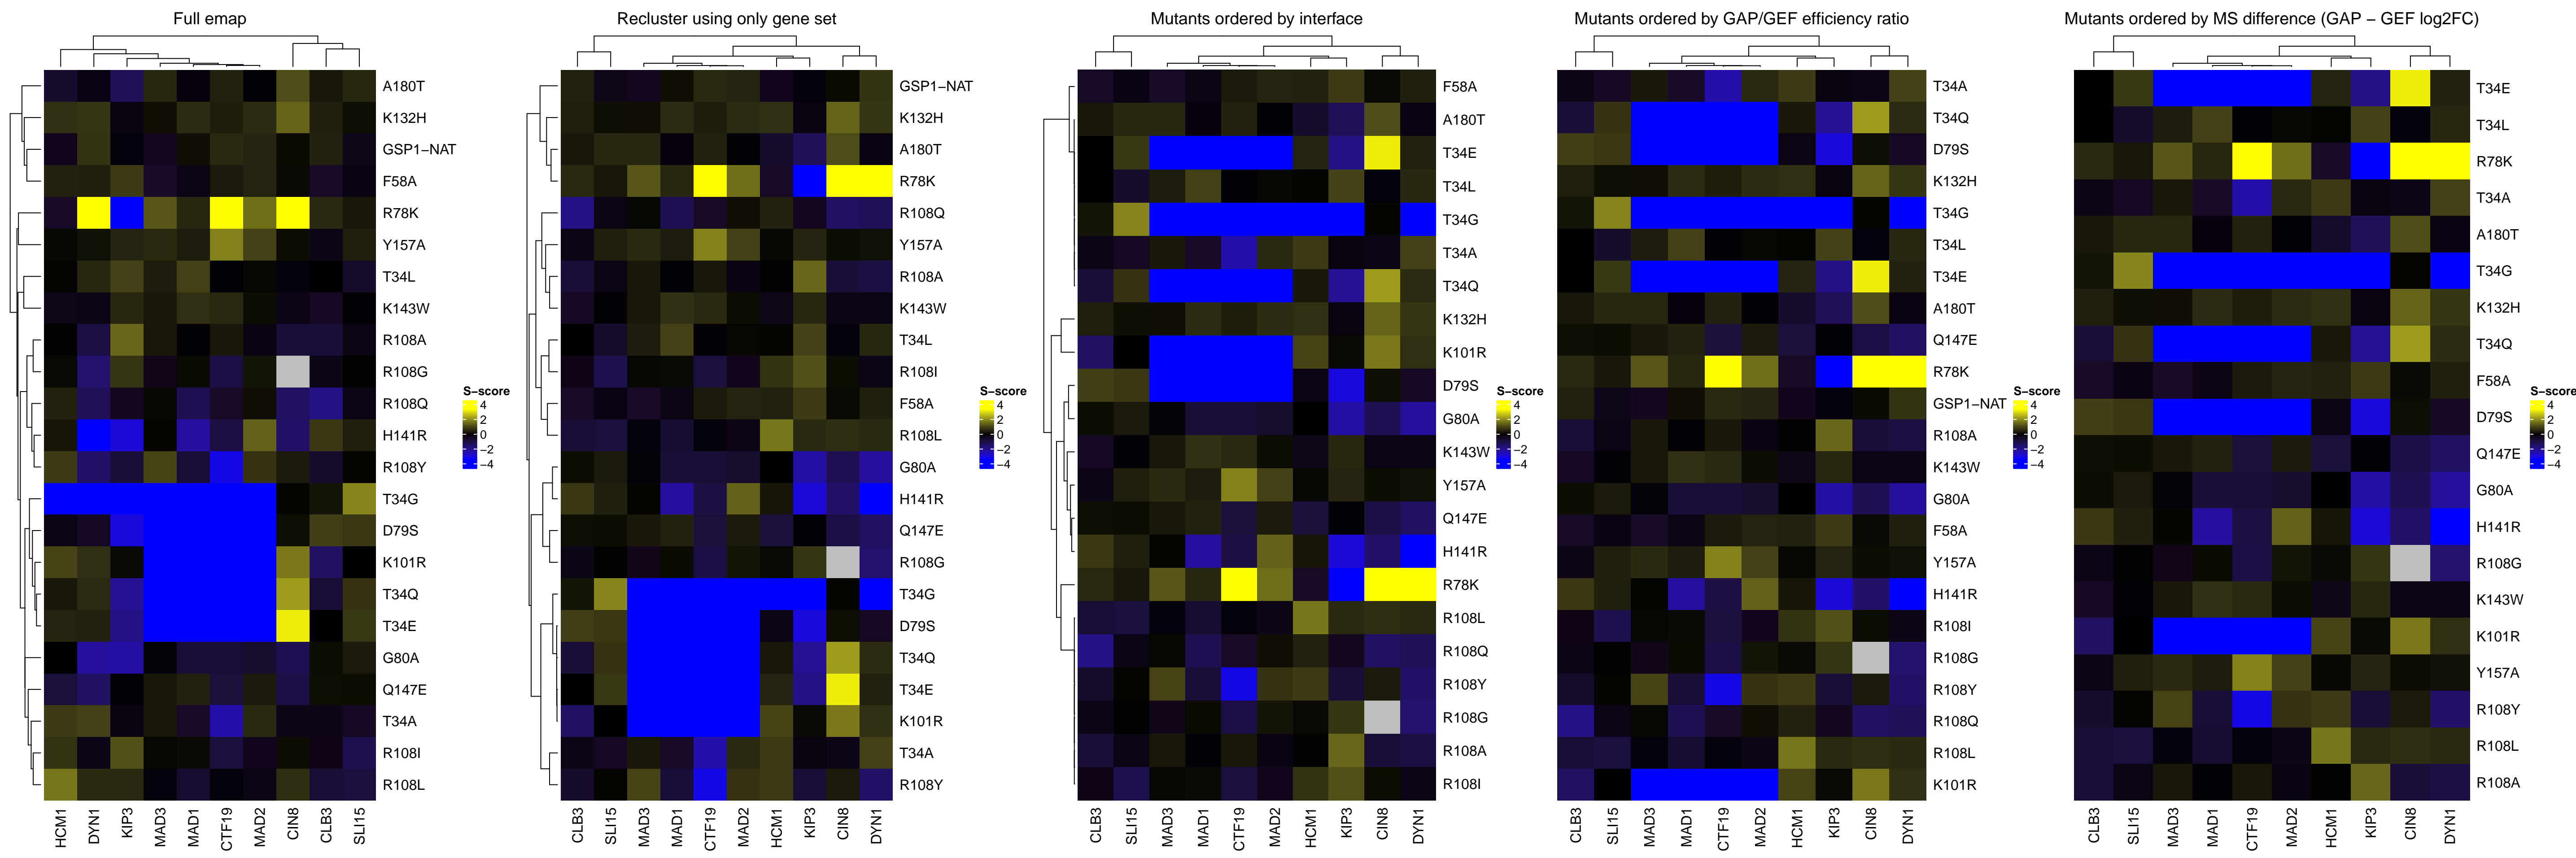 Full emap
A180T
K132H
GSP1−NAT
F58A
R78K
Y157A
T34L
K143W
R108A
R108G
R108Q
H141R
R108Y
T34G
D79S
K101R
T34Q
T34E
G80A
Q147E
T34A
R108I
R108L
HCM1
DYN1
KIP3
MAD3
MAD1
CTF19
MAD2
CIN8
CLB3
SLI15
S−score
4
2
0
−2
−4
Recluster using only gene set
GSP1−NAT
K132H
A180T
R78K
R108Q
Y157A
R108A
K143W
T34L
R108I
F58A
R108L
G80A
H141R
Q147E
R108G
T34G
D79S
T34Q
T34E
K101R
T34A
R108Y
CLB3
SLI15
MAD3
MAD1
CTF19
MAD2
HCM1
KIP3
CIN8
DYN1
S−score
4
2
0
−2
−4
Mutants ordered by interface
F58A
A180T
T34E
T34L
T34G
T34A
T34Q
K132H
K101R
D79S
G80A
K143W
Y157A
Q147E
H141R
R78K
R108L
R108Q
R108Y
R108G
R108A
R108I
CLB3
SLI15
MAD3
MAD1
CTF19
MAD2
HCM1
KIP3
CIN8
DYN1
S−score
4
2
0
−2
−4
Mutants ordered by GAP/GEF efficiency ratio
T34A
T34Q
D79S
K132H
T34G
T34L
T34E
A180T
Q147E
R78K
GSP1−NAT
R108A
K143W
G80A
F58A
Y157A
H141R
R108I
R108G
R108Y
R108Q
R108L
K101R
CLB3
SLI15
MAD3
MAD1
CTF19
MAD2
HCM1
KIP3
CIN8
DYN1
S−score
4
2
0
−2
−4
Mutants ordered by MS difference (GAP − GEF log2FC)
T34E
T34L
R78K
T34A
A180T
T34G
K132H
T34Q
F58A
D79S
Q147E
G80A
H141R
R108G
K143W
K101R
Y157A
R108Y
R108L
R108A
CLB3
SLI15
MAD3
MAD1
CTF19
MAD2
HCM1
KIP3
CIN8
DYN1
S−score
4
2
0
−2
−4